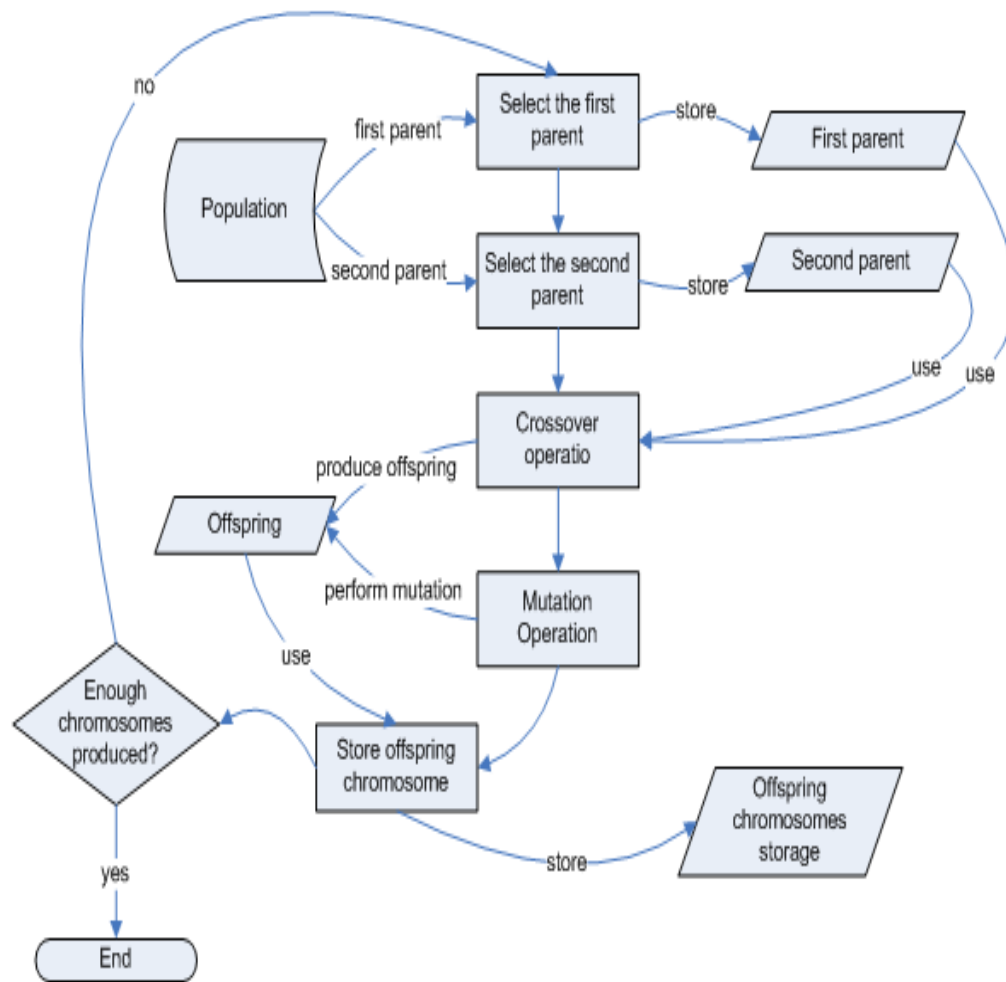 no
Select the first
parent
store
First parent
first parent
Population
second parent
Select the second
parent
store
Second parent
use
use
Crossover
operatio
produce offspring
Offspring
perform mutation
Mutation
Operation
use
Enough
chromosomes
produced?
Store offspring
chromosome
Offspring
chromosomes
storage
store
yes
End